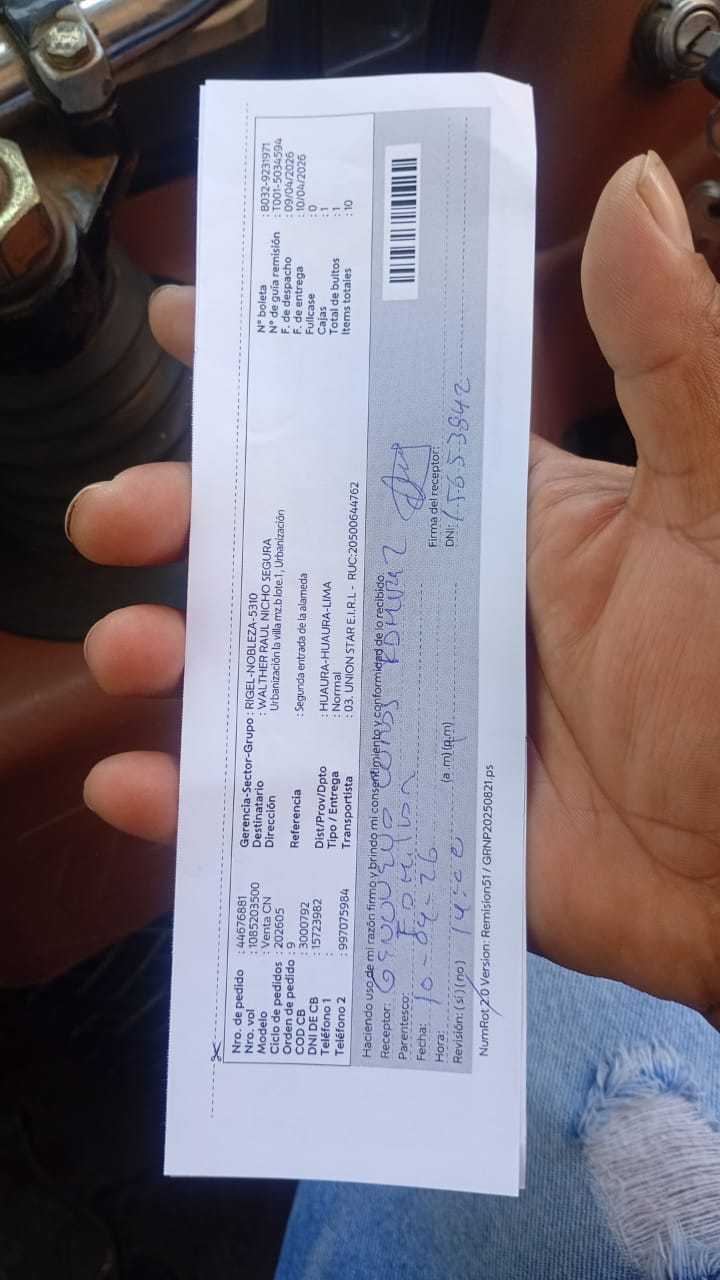 Nro. de pedido : 44676881
Nro. vol : 1085203500
Modelo : Venta CN
Ciclo de pedidos : 202605
Orden de pedido : 9
COD CB : 3000792
DNI DE CB : 15723982
Teléfono 1 :
Teléfono 2 : 997075984
Gerencia-Sector-Grupo : RIGEL-NOBLEZA-5310
Destinatario : WALTHER RAUL NICHO SEGURA
Dirección Urbanización la villa mz.b lote.1, Urbanización
Referencia : Segunda entrada de la alameda
Dist/Prov/Dpto : HUAURA-HUAURA-LIMA
Tipo / Entrega : Normal
Transportista : 03. UNION STAR E.I.R.L - RUC:20500644762
N° boleta : B032-9231971
N° de guía remisión : T001-5034594
F. de despacho : 09/04/2026
F. de entrega : 10/04/2026
Fullcase : 0
Cajas : 1
Total de bultos : 1
Items totales : 10
Haciendo uso de mi razón firmo y brindo mi consentimiento y conformidad de lo recibido.
Receptor:
Parentesco:
Fecha: 10-04-26
Firma del receptor:
Hora: 14:00 (a.m)(p.m)
DNI: 15653842
Revisión: (si) (no)
NumRot 2.0 Version: Remision51 / GRNP20250821.ps